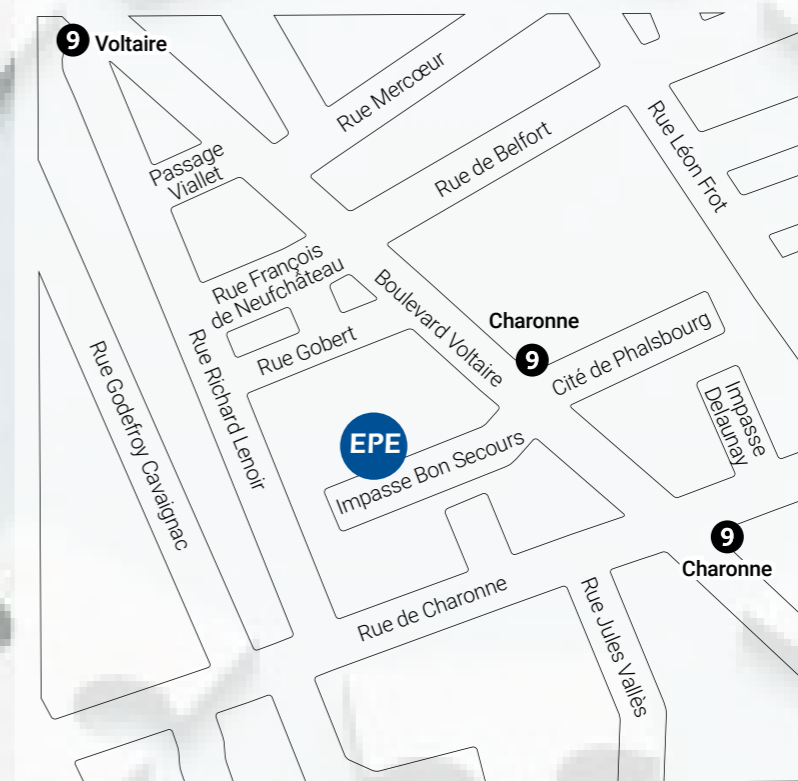 9 Voltaire
Rue Mercœur
Passage
Viallet
Rue de Belfort
Rue Léon Frot
Rue François
de Neufchâteau
Boulevard Voltaire
Charonne
9
Cité de Phalsbourg
Rue Gobert
Rue Richard Lenoir
Rue Godefroy Cavaignac
Impasse
Delaunay
EPE
Impasse Bon Secours
9
Charonne
Rue de Charonne
Rue Jules Vallès